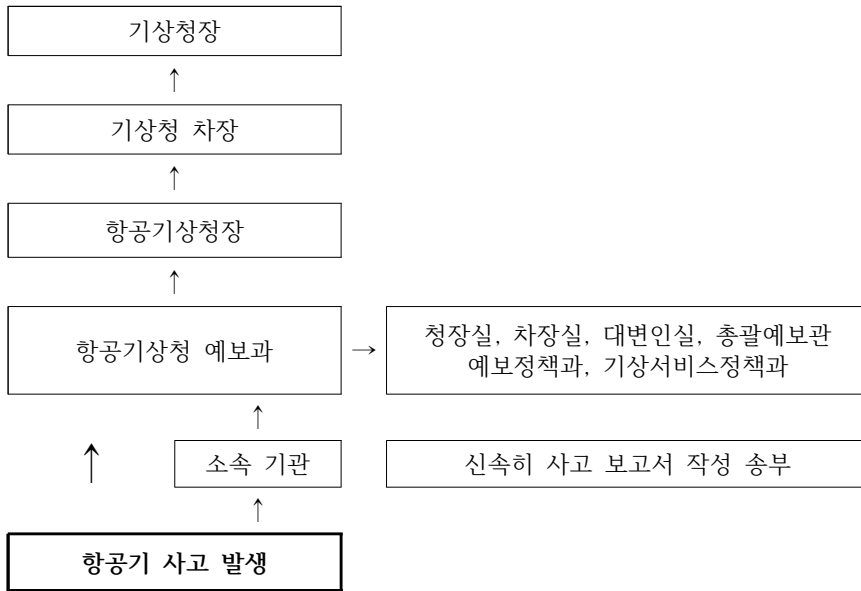 기상청장
↑
기상청 차장
↑
항공기상청장
↑
항공기상청 예보과
→
청장실, 차장실, 대변인실, 총괄예보관
예보정책과, 기상서비스정책과
↑
↑
소속 기관
신속히 사고 보고서 작성 송부
↑
항공기 사고 발생